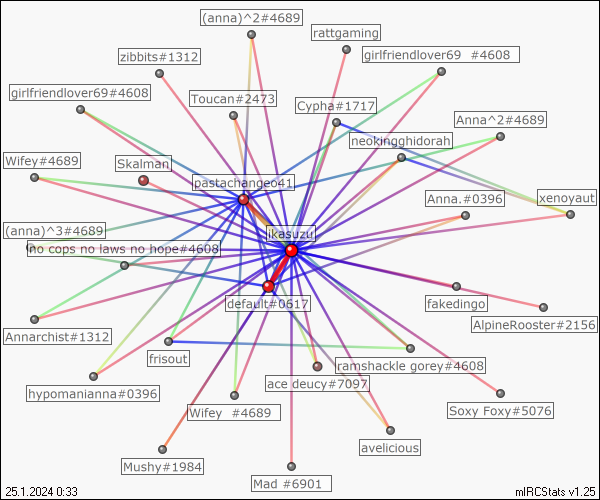 (anna)^2#4689
rattgaming
zibbits#1312
girlfriendlover69 #4608
girlfriendlover69#4608
Toucan#2473
Cypha#1717
Anna^2#4689
neokingghidorah
Wifey#4689
Skalman
pastachangeo41
Anna.#0396
xenoyaut
(anna)^3#4689
jikasuzu
no cops no laws no hope#4608
default#0617
fakedingo
AlpineRooster#2156
Annarchist#1312
frisout
ramshackle gorey#4608
hypomanianna#0396
ace deucy#7097
Wifey #4689
Soxy Foxy#5076
avelicious
Mushy#1984
Mad #6901
25.1.2024 0:33
mIRCStats v1.25